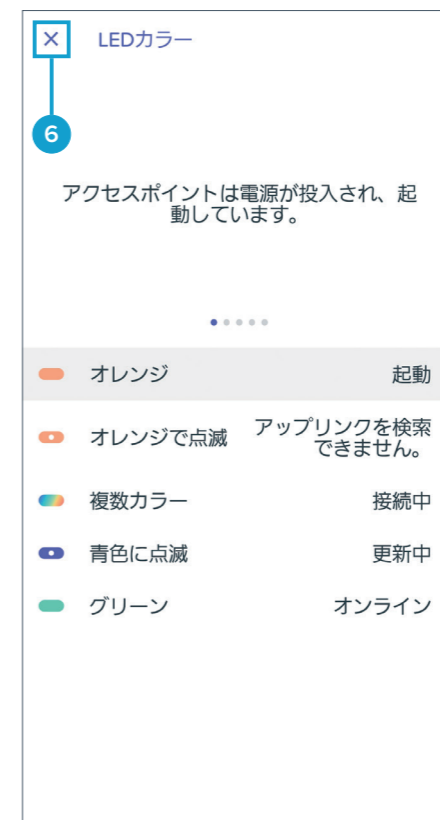 × LEDカラー
6
アクセスポイントは電源が投入され、起
動しています。
オレンジ 起動
オレンジで点滅 アップリンクを検索
できません。
複数カラー 接続中
青色に点滅 更新中
グリーン オンライン